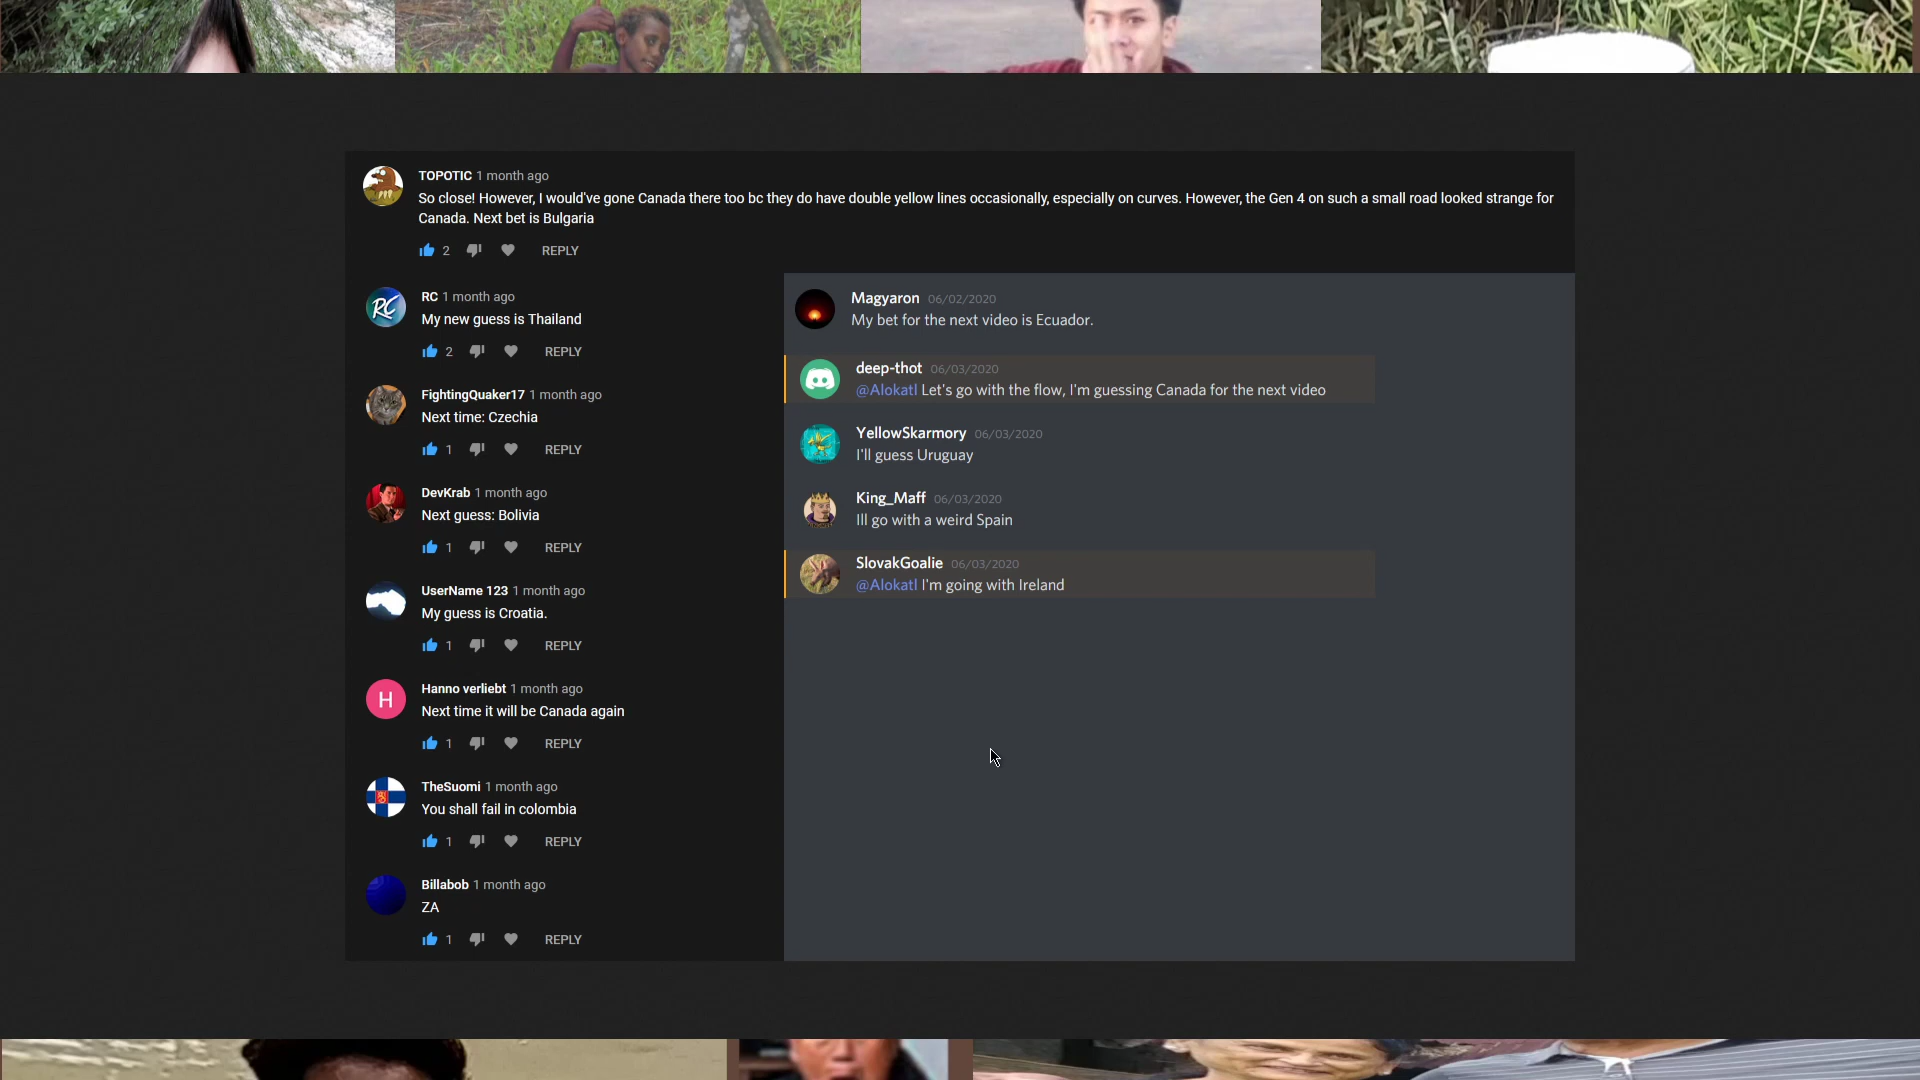 TOPOTIC 1 month ago
So close! However, I would've gone Canada there too bc they do have double yellow lines occasionally, especially on curves. However, the Gen 4 on such a small road looked strange for
Canada. Next bet is Bulgaria
2 REPLY
RC 1 month ago
My new guess is Thailand
2 REPLY
FightingQuaker17 1 month ago
Next time: Czechia
1 REPLY
DevKrab 1 month ago
Next guess: Bolivia
1 REPLY
UserName 123 1 month ago
My guess is Croatia.
1 REPLY
H
Hanno verliebt 1 month ago
Next time it will be Canada again
1 REPLY
TheSuomi 1 month ago
You shall fail in colombia
1 REPLY
Billabob 1 month ago
ZA
1 REPLY
Magyaron 06/02/2020
My bet for the next video is Ecuador.
deep-thot 06/03/2020
@Alokatl Let's go with the flow, I'm guessing Canada for the next video
YellowSkarmory 06/03/2020
I'll guess Uruguay
King_Maff 06/03/2020
Ill go with a weird Spain
SlovakGoalie 06/03/2020
@Alokatl I'm going with Ireland